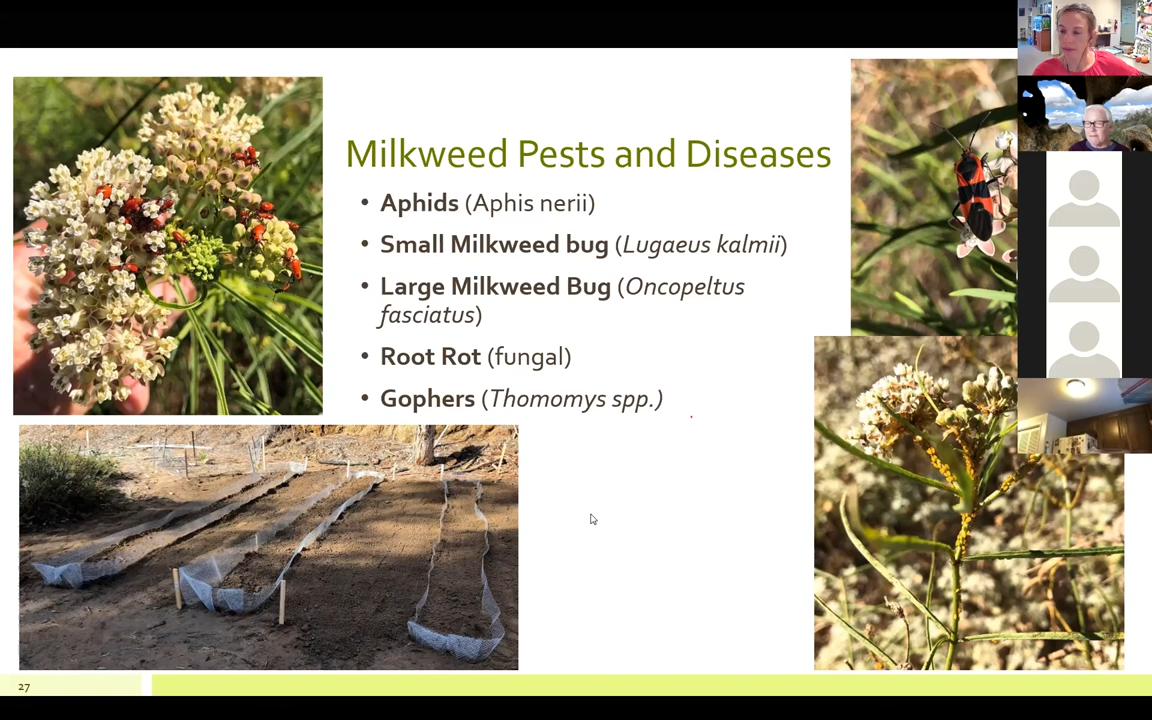 Milkweed Pests and Diseases
• Aphids (Aphis nerii)
• Small Milkweed bug (Lugaeus kalmii)
• Large Milkweed Bug (Oncopeltus
fasciatus)
• Root Rot (fungal)
• Gophers (Thomomys spp.)
27